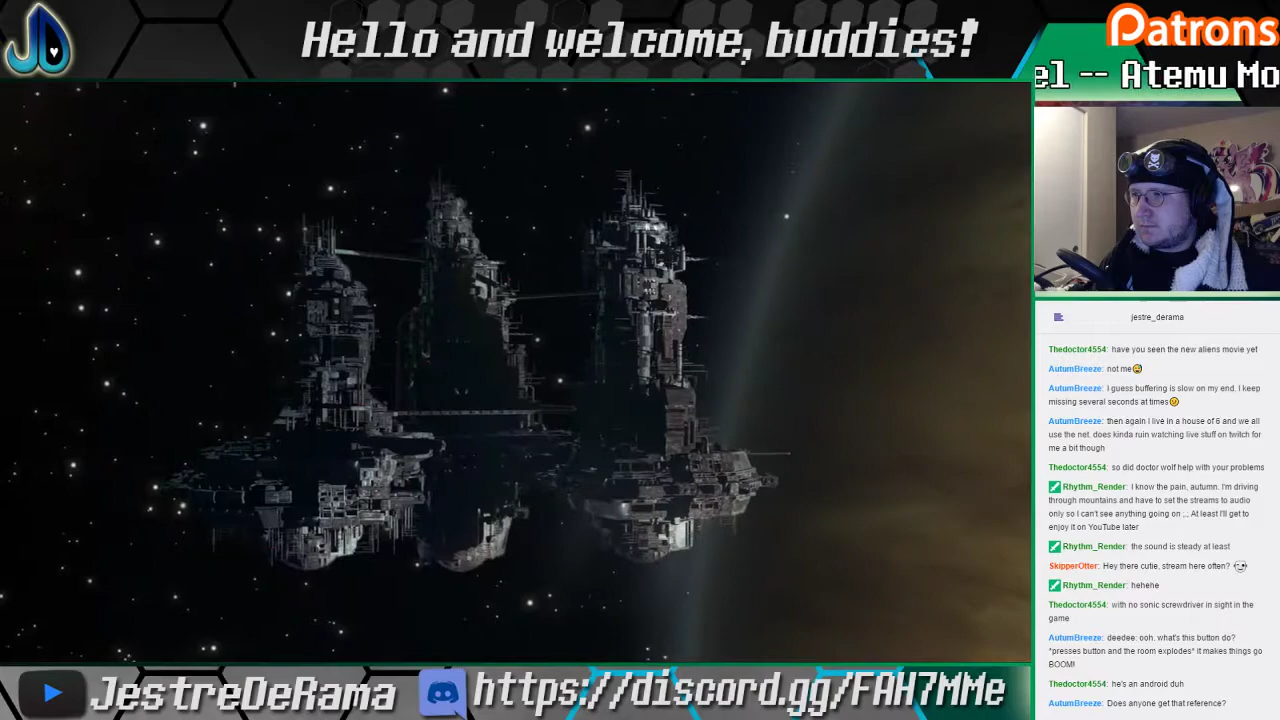 JD
Hello and welcome, buddies!
Patrons
el -- Atemu Mo
jestre_derama
Thedoctor4554: have you seen the new aliens movie yet
AutumBreeze: not me
AutumBreeze: I guess buffering is slow on my end. I keep
missing several seconds at times
AutumBreeze: then again I live in a house of 6 and we all
use the net. does kinda ruin watching live stuff on twitch for
me a bit though
Thedoctor4554: so did doctor wolf help with your problems
Rhythm_Render: I know the pain, autumn. I'm driving
through mountains and have to set the streams to audio
only so I can't see anything going on ;.; At least I'll get to
enjoy it on YouTube later
Rhythm_Render: the sound is steady at least
SkipperOtter: Hey there cutie, stream here often?
Rhythm_Render: hehehe
Thedoctor4554: with no sonic screwdriver in sight in the
game
AutumBreeze: deedee: ooh. what's this button do?
*presses button and the room explodes* it makes things go
BOOM!
Thedoctor4554: he's an android duh
AutumBreeze: Does anyone get that reference?
JestreDeRama
https://discord.gg/FAH7MMe